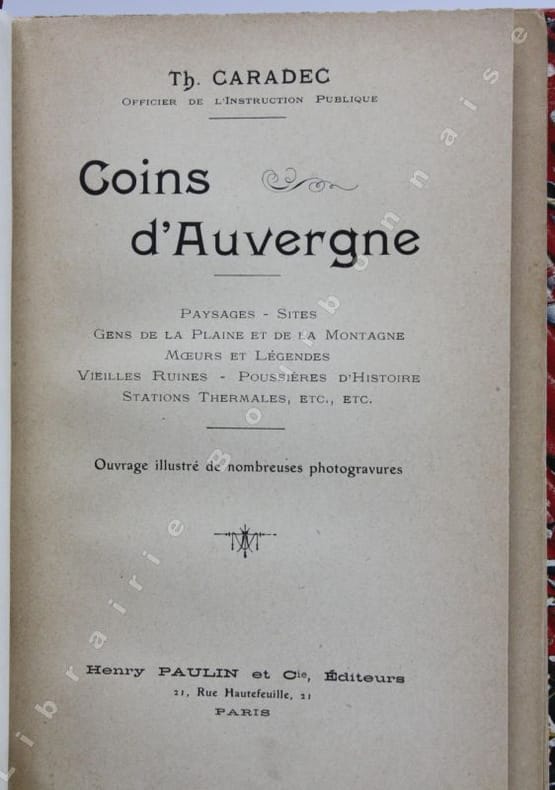 Th. CARADEC
OFFICIER DE L'INSTRUCTION PUBLIQUE
Coins
d'Auvergne
PAYSAGES - SITES
GENS DE LA PLAINE ET DE LA MONTAGNE
MŒURS ET LÉGENDES
VIEILLES RUINES - POUSSIÈRES D'HISTOIRE
STATIONS THERMALES, ETC., ETC.
Ouvrage illustré de nombreuses photogravures
Henry PAULIN et Cie, Éditeurs
21, Rue Hautefeuille, 21
PARIS
Librairie Bourbonnaise